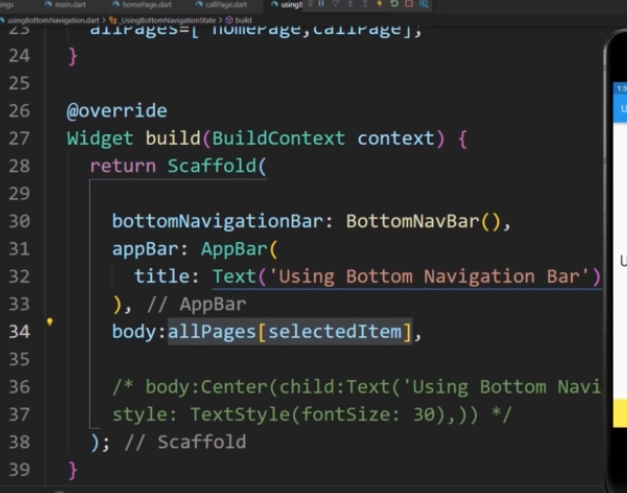 main.dart homePage.dart callPage.dart
usingBottomNavigation.dart > _UsingBottomNavigationState > build
23 allPages=[ homePage,callPage];
24 }
25
26 @override
27 Widget build(BuildContext context) {
28 return Scaffold(
29
30 bottomNavigationBar: BottomNavBar(),
31 appBar: AppBar(
32 title: Text('Using Bottom Navigation Bar')
33 ), // AppBar
34 body:allPages[selectedItem],
35
36 /* body:Center(child:Text('Using Bottom Navi
37 style: TextStyle(fontSize: 30),)) */
38 ); // Scaffold
39 }